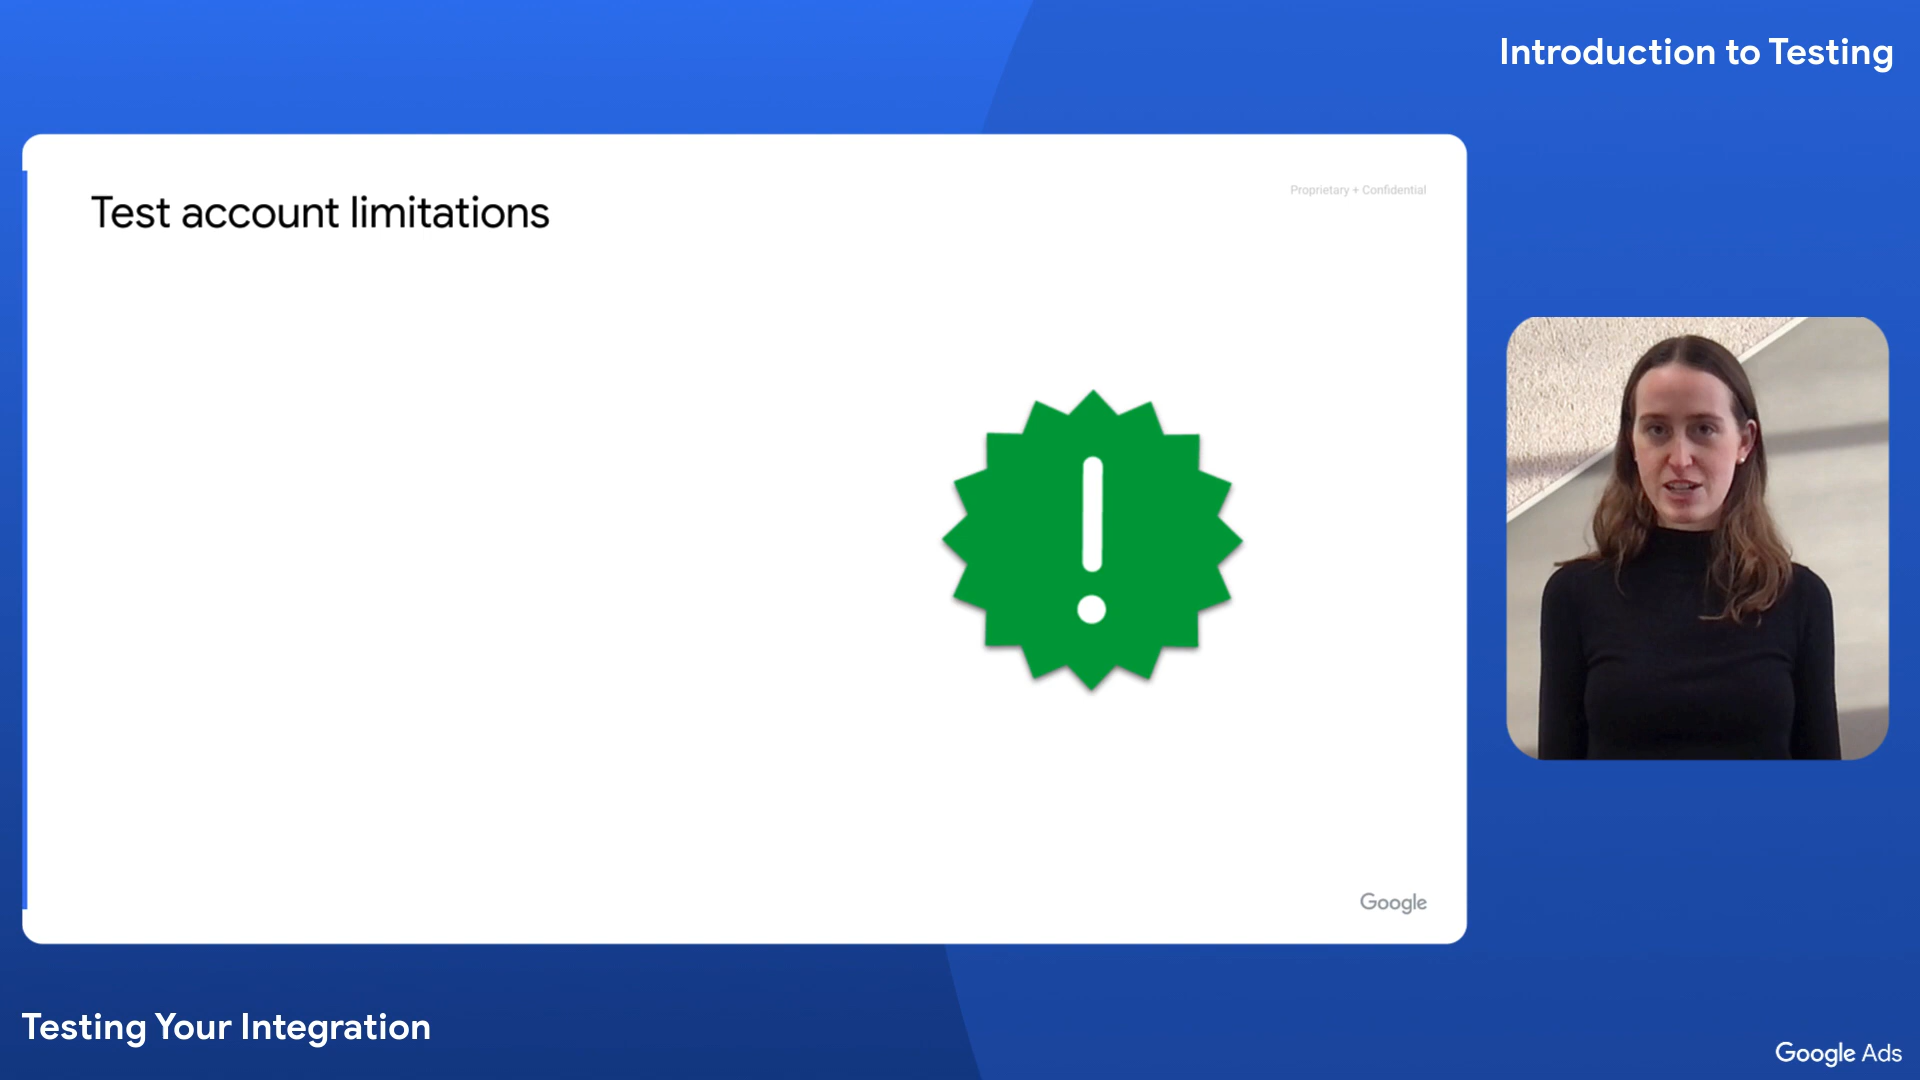 Introduction to Testing
Test account limitations
Proprietary + Confidential
Google
Testing Your Integration
Google Ads